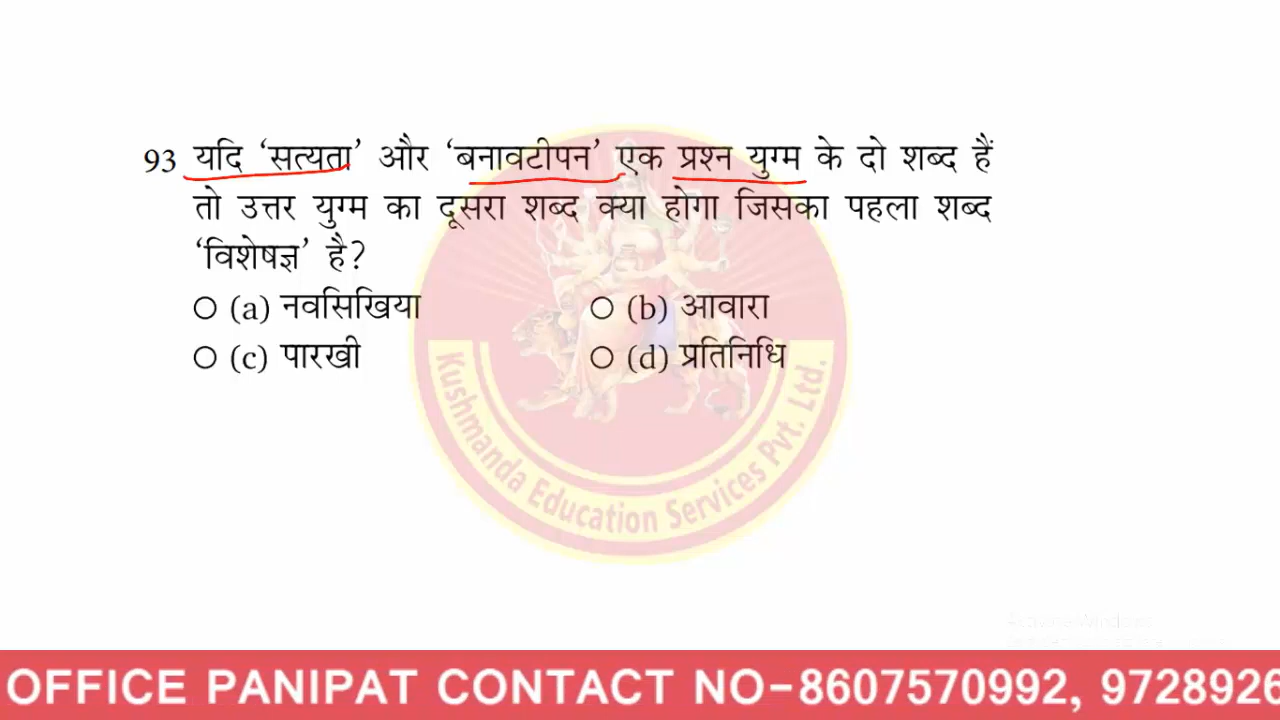 93 यदि ‘सत्यता’ और ‘बनावटीपन’ एक प्रश्न युग्म के दो शब्द हैं
तो उत्तर युग्म का दूसरा शब्द क्या होगा जिसका पहला शब्द
‘विशेषज्ञ’ है?
(a) नवसिखिया (b) आवारा
(c) पारखी (d) प्रतिनिधि
Kushmanda Education Services Pvt. Ltd.
OFFICE PANIPAT CONTACT NO-8607570992, 9728926